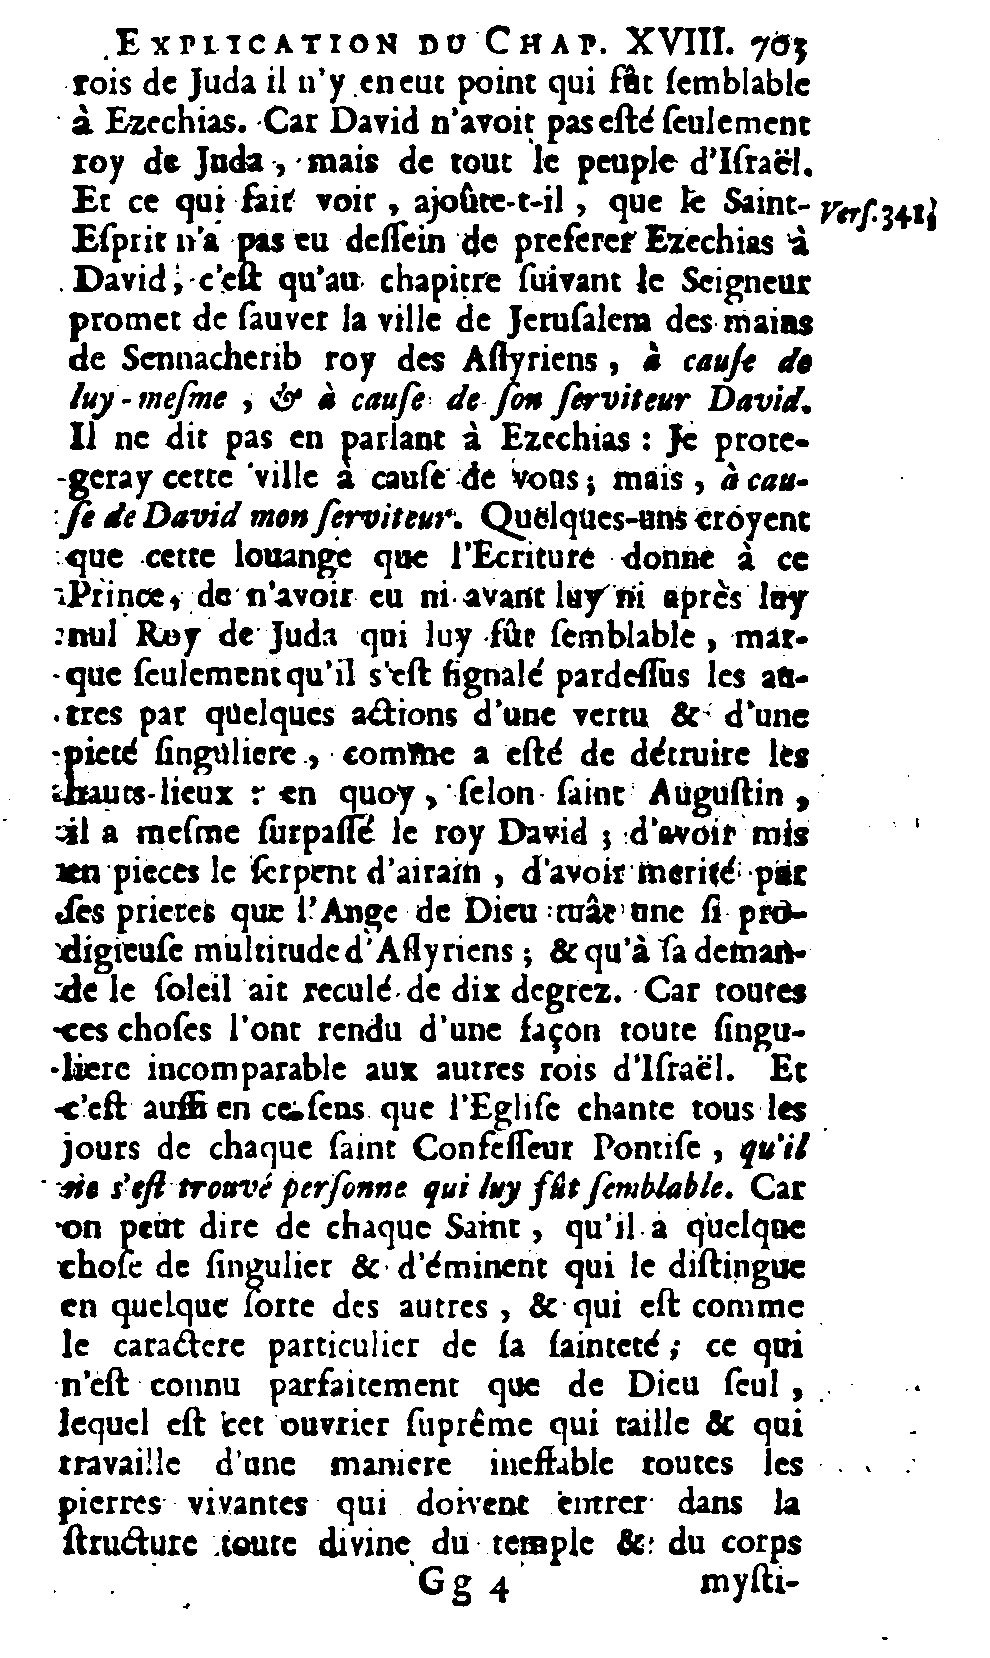 EXPLICATION DU CHAP. XVIII. 703
rois de Juda il n'y en eut point qui fût ſemblable
à Ezechias. Car David n'avoit pas eſté ſeulement
roy de Juda, mais de tout le peuple d'Iſraël.
Et ce qui fait voir, ajoûte-t-il, que le Saint-
Verſ. 34.
Eſprit n'a pas eu deſſein de preferer Ezechias à
David, c'eſt qu'au chapitre ſuivant le Seigneur
promet de ſauver la ville de Jeruſalem des mains
de Sennacherib roy des Aſſyriens, à cauſe de
luy-meſme, & à cauſe de ſon ſerviteur David.
Il ne dit pas en parlant à Ezechias : Je prote-
geray cette ville à cauſe de vous ; mais, à cau-
ſe de David mon ſerviteur. Quelques-uns croyent
que cette louange que l'Ecriture donne à ce
Prince, de n'avoir eu ni avant luy ni après luy
nul Roy de Juda qui luy fût ſemblable, mar-
que ſeulement qu'il s'eſt ſignalé pardeſſus les au-
tres par quelques actions d'une vertu & d'une
pieté ſinguliere, comme a eſté de détruire les
hauts-lieux : en quoy, ſelon ſaint Auguſtin,
il a meſme ſurpaſſé le roy David ; d'avoir mis
en pieces le ſerpent d'airain, d'avoir merité par
ſes prieres que l'Ange de Dieu tuât une ſi pro-
digieuſe multitude d'Aſſyriens ; & qu'à ſa deman-
de le ſoleil ait reculé de dix degrez. Car toutes
ces choſes l'ont rendu d'une façon toute ſingu-
liere incomparable aux autres rois d'Iſraël. Et
c'eſt auſſi en ce ſens que l'Egliſe chante tous les
jours de chaque ſaint Confeſſeur Pontife, qu'il
ne s'eſt trouvé perſonne qui luy fût ſemblable. Car
on peut dire de chaque Saint, qu'il a quelque
choſe de ſingulier & d'éminent qui le diſtingue
en quelque ſorte des autres, & qui eſt comme
le caractere particulier de ſa ſainteté ; ce qui
n'eſt connu parfaitement que de Dieu ſeul,
lequel eſt cet ouvrier ſuprême qui taille & qui
travaille d'une maniere ineffable toutes les
pierres vivantes qui doivent entrer dans la
ſtructure toute divine du temple & du corps
Gg 4 myſti-